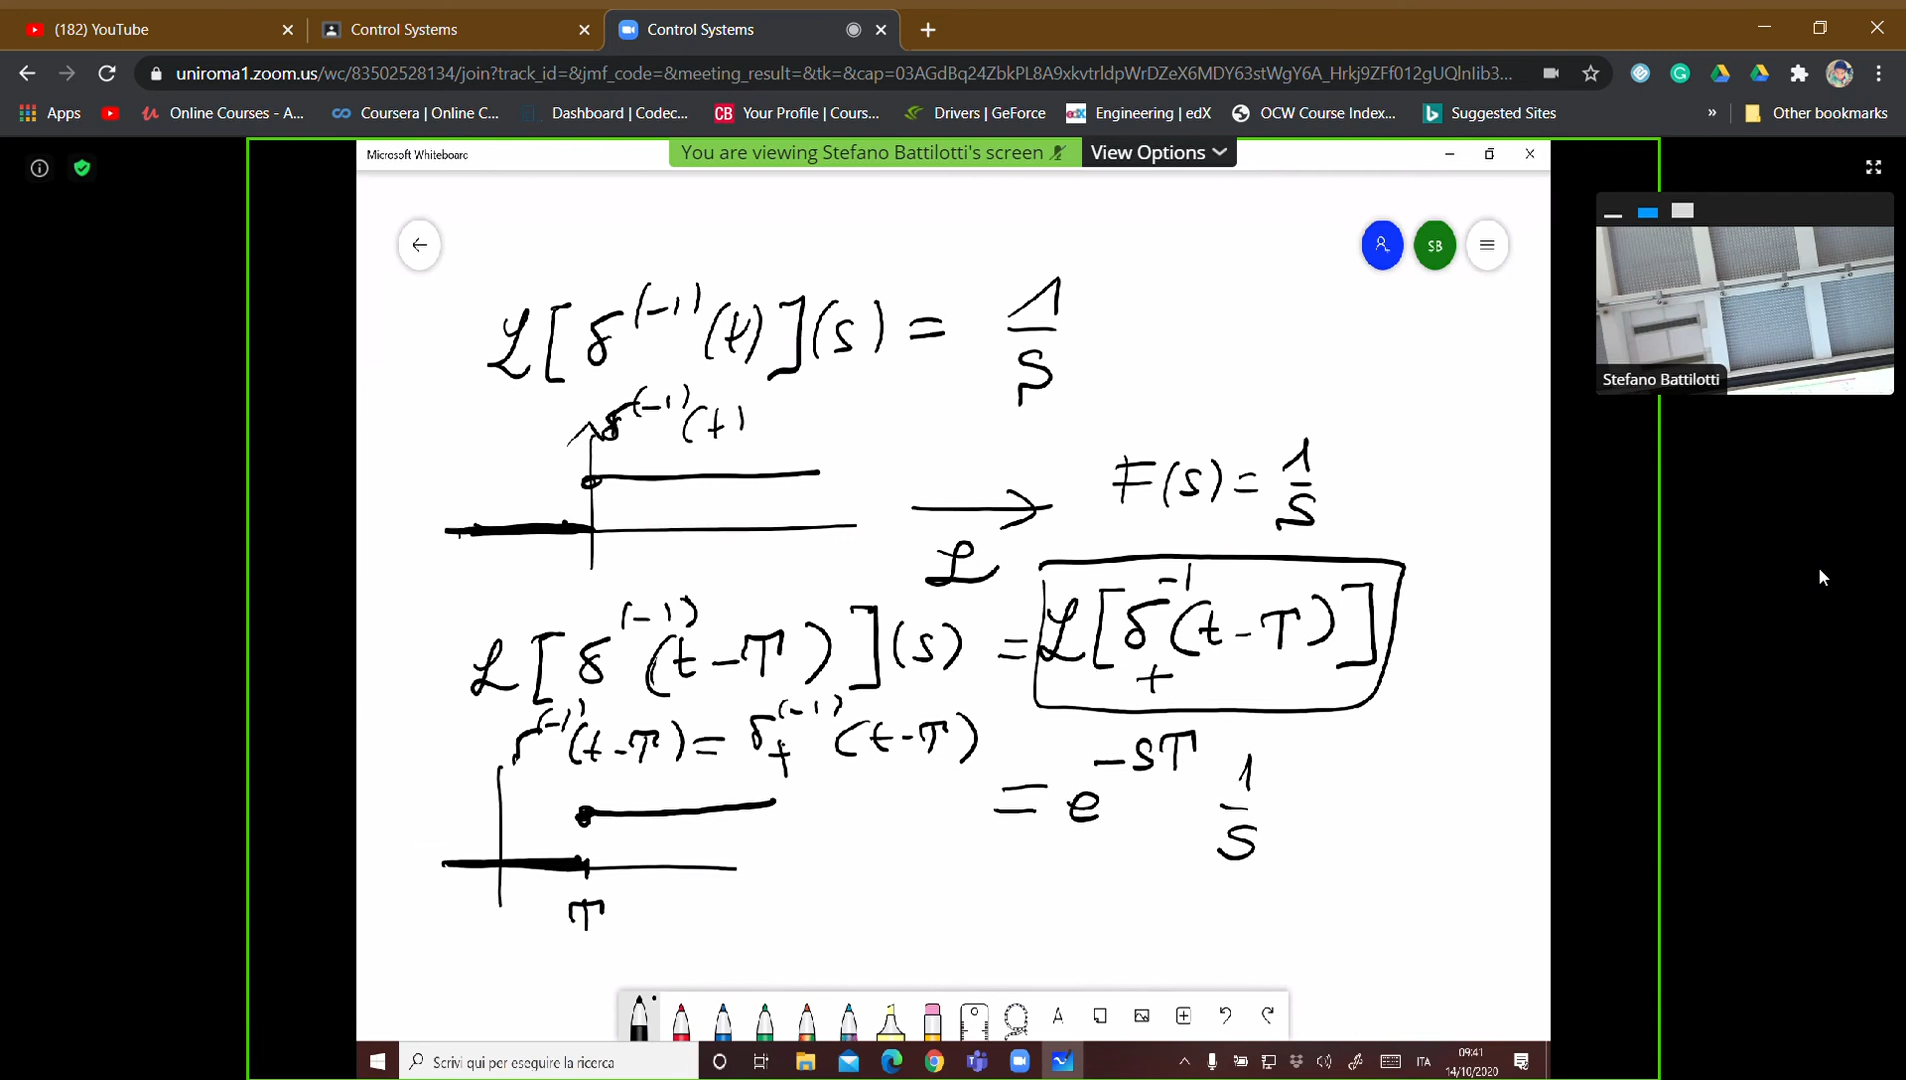 (182) YouTube
Control Systems
Control Systems
uniroma1.zoom.us/wc/83502528134/join?track_id=&jmf_code=&meeting_result=&tk=&cap=03AGdBq24ZbkPL8A9xkvtrldpWrDZeX6MDY63stWgY6A_Hrkj9ZFf012gUQlnIib3...
Apps
Online Courses - A...
Coursera | Online C...
Dashboard | Codec...
Your Profile | Cours...
Drivers | GeForce
Engineering | edX
OCW Course Index...
Suggested Sites
»
Other bookmarks
Microsoft Whiteboard
You are viewing Stefano Battilotti's screen
View Options
SB
Stefano Battilotti
ℒ[δ^(-1)(t)](s) = 1/s
δ^(-1)(t)
F(s) = 1/s
ℒ
ℒ[δ^(-1)(t-T)](s) = ℒ[δ_+^-1(t-T)]
δ^(-1)(t-T) = δ_+^(-1)(t-T)
= e^-sT 1/s
T
Scrivi qui per eseguire la ricerca
ITA
09:41
14/10/2020